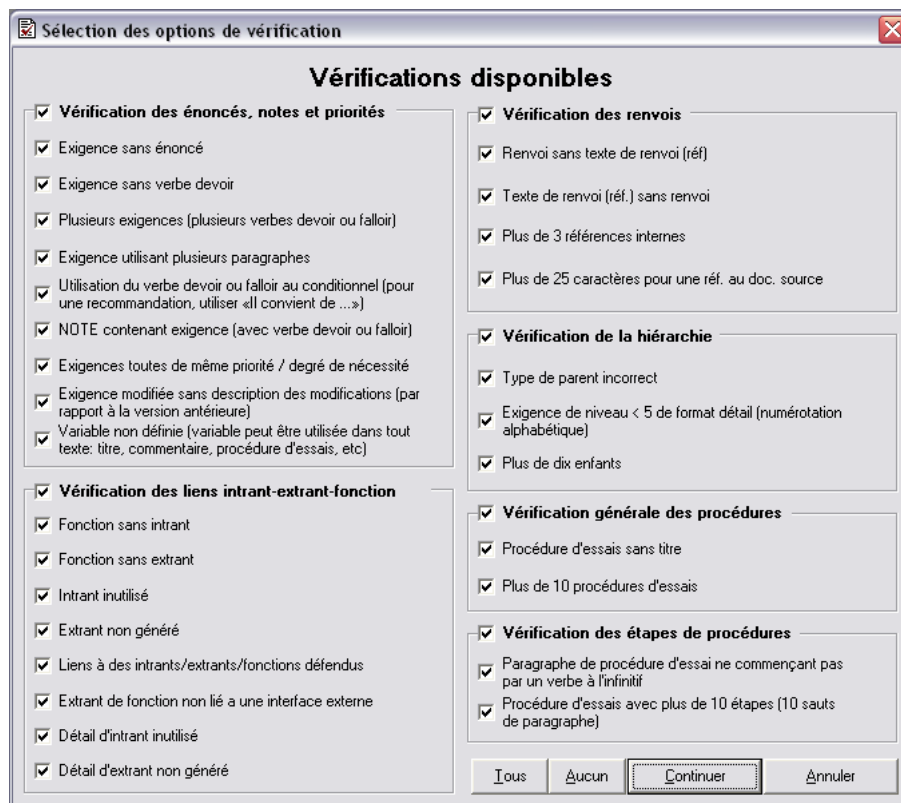 Sélection des options de vérification
Vérifications disponibles
Vérification des énoncés, notes et priorités
Exigence sans énoncé
Exigence sans verbe devoir
Plusieurs exigences (plusieurs verbes devoir ou falloir)
Exigence utilisant plusieurs paragraphes
Utilisation du verbe devoir ou falloir au conditionnel (pour
une recommandation, utiliser «Il convient de ...»)
NOTE contenant exigence (avec verbe devoir ou falloir)
Exigences toutes de même priorité / degré de nécessité
Exigence modifiée sans description des modifications (par
rapport à la version antérieure)
Variable non définie (variable peut être utilisée dans tout
texte: titre, commentaire, procédure d'essais, etc)
Vérification des liens intrant-extrant-fonction
Fonction sans intrant
Fonction sans extrant
Intrant inutilisé
Extrant non généré
Liens à des intrants/extrants/fonctions défendus
Extrant de fonction non lié a une interface externe
Détail d'intrant inutilisé
Détail d'extrant non généré
Vérification des renvois
Renvoi sans texte de renvoi (réf)
Texte de renvoi (réf.) sans renvoi
Plus de 3 références internes
Plus de 25 caractères pour une réf. au doc. source
Vérification de la hiérarchie
Type de parent incorrect
Exigence de niveau < 5 de format détail (numérotation
alphabétique)
Plus de dix enfants
Vérification générale des procédures
Procédure d'essais sans titre
Plus de 10 procédures d'essais
Vérification des étapes de procédures
Paragraphe de procédure d'essai ne commençant pas
par un verbe à l'infinitif
Procédure d'essais avec plus de 10 étapes (10 sauts
de paragraphe)
Tous Aucun Continuer Annuler